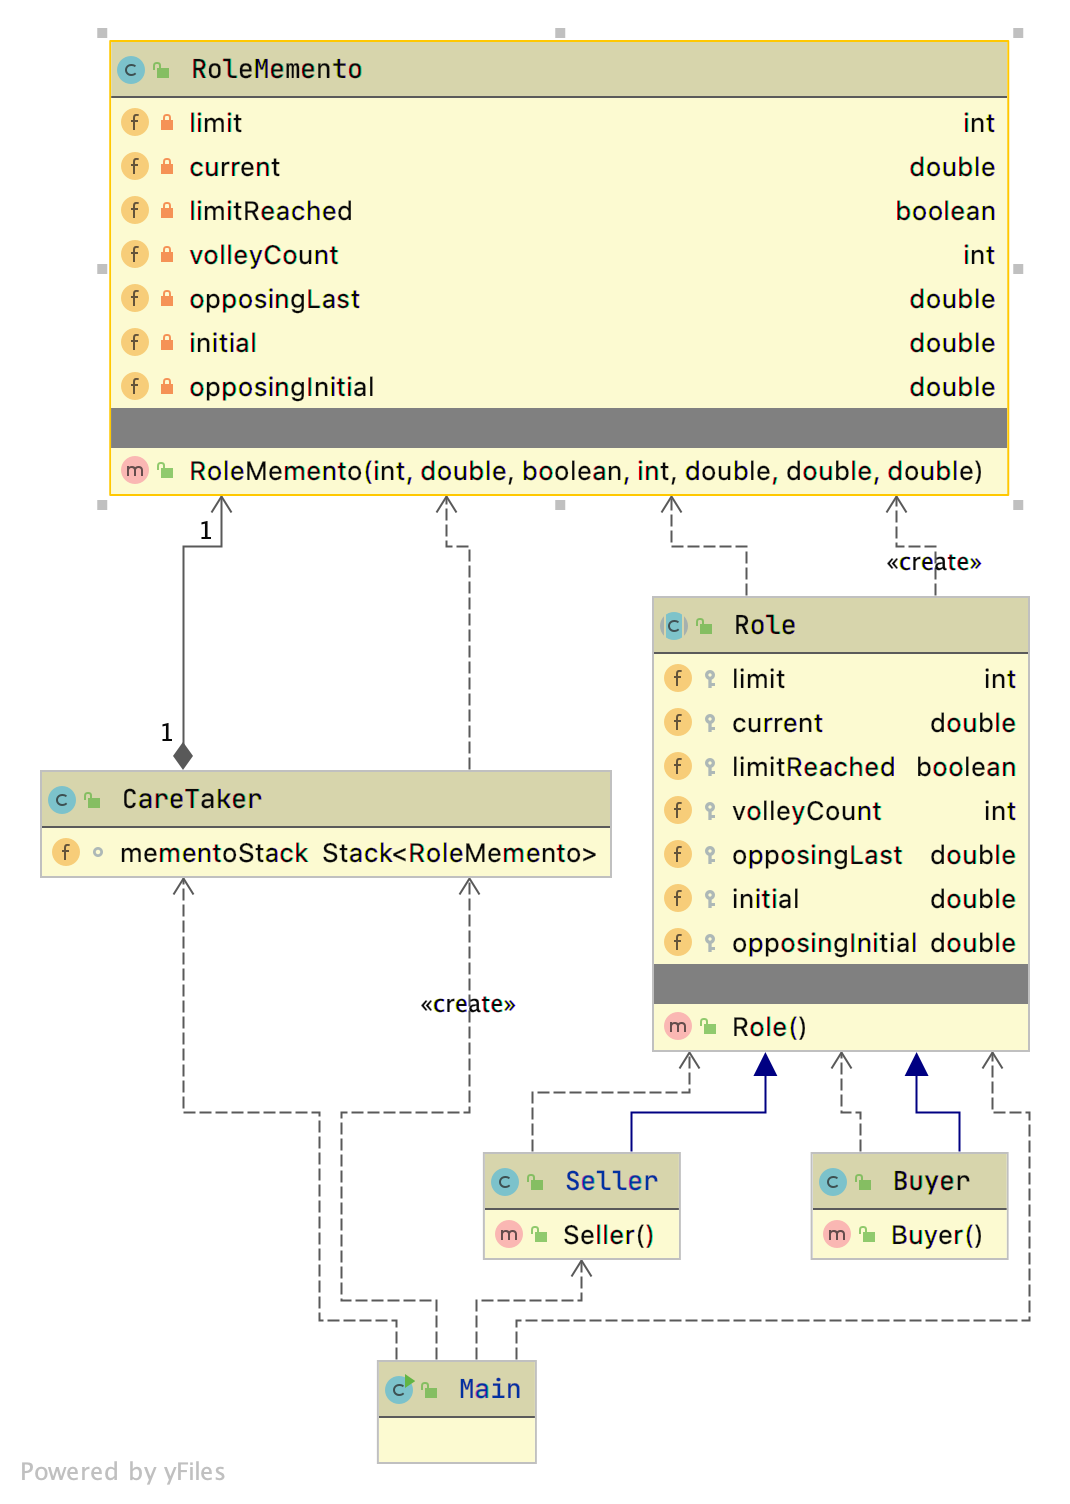 RoleMemento
limit int
current double
limitReached boolean
volleyCount int
opposingLast double
initial double
opposingInitial double
RoleMemento(int, double, boolean, int, double, double, double)
1
«create»
Role
limit int
current double
limitReached boolean
volleyCount int
opposingLast double
initial double
opposingInitial double
Role()
1
CareTaker
mementoStack Stack<RoleMemento>
«create»
Seller
Seller()
Buyer
Buyer()
Main
Powered by yFiles